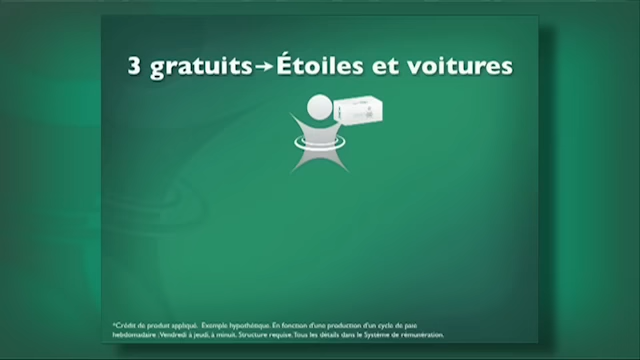 3 gratuits→Étoiles et voitures
*Crédit de produit appliqué. Exemple hypothétique. En fonction d'une production d'un cycle de paie
hebdomadaire :Vendredi à jeudi, à minuit. Structure requise. Tous les détails dans le Système de rémunération.